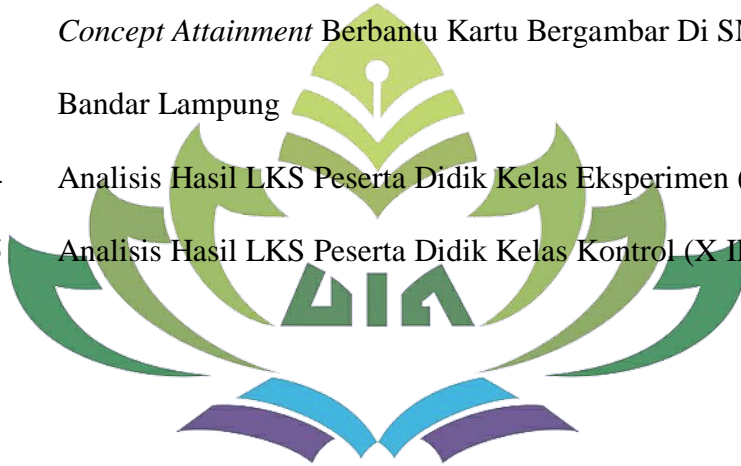 Concept Attainment Berbantu Kartu Bergambar Di
Bandar Lampung
Analisis Hasil LKS Peserta Didik Kelas Eksperimen (
Analisis Hasil LKS Peserta Didik Kelas Kontrol (X
UIN